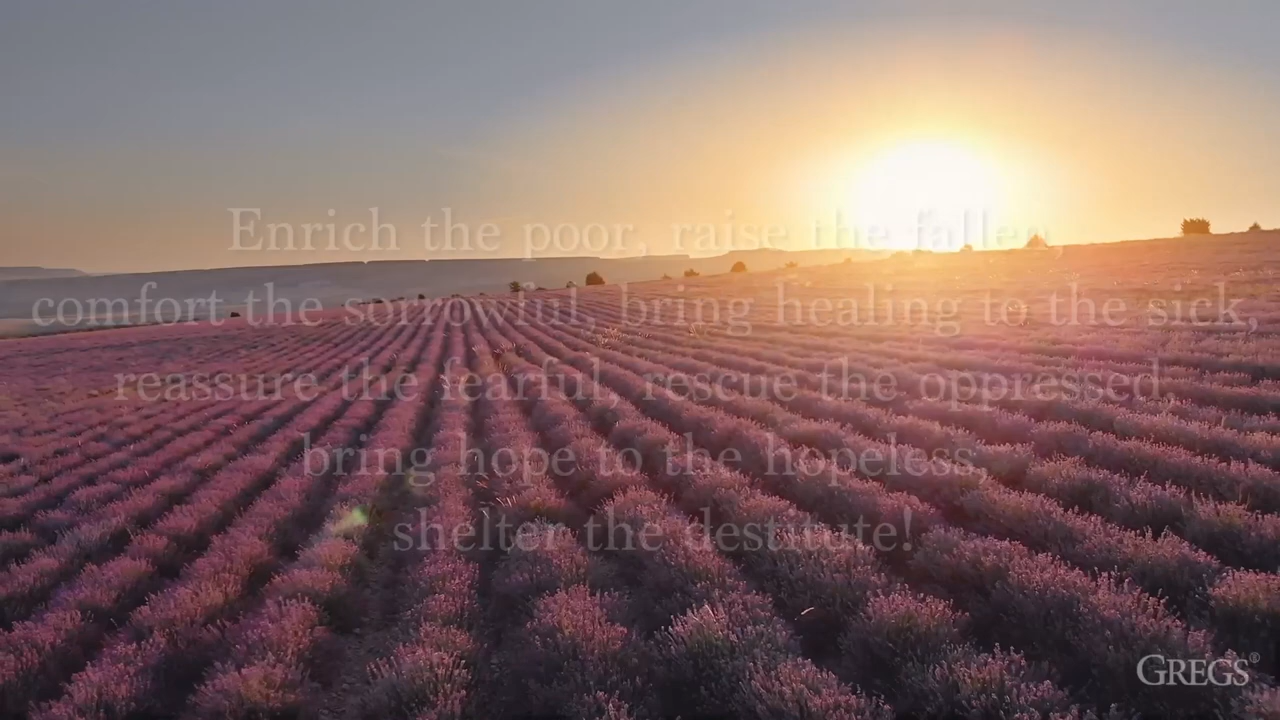 Enrich the poor, raise the fallen,
comfort the sorrowful, bring healing to the sick,
reassure the fearful, rescue the oppressed,
bring hope to the hopeless,
shelter the destitute!
GREGS®